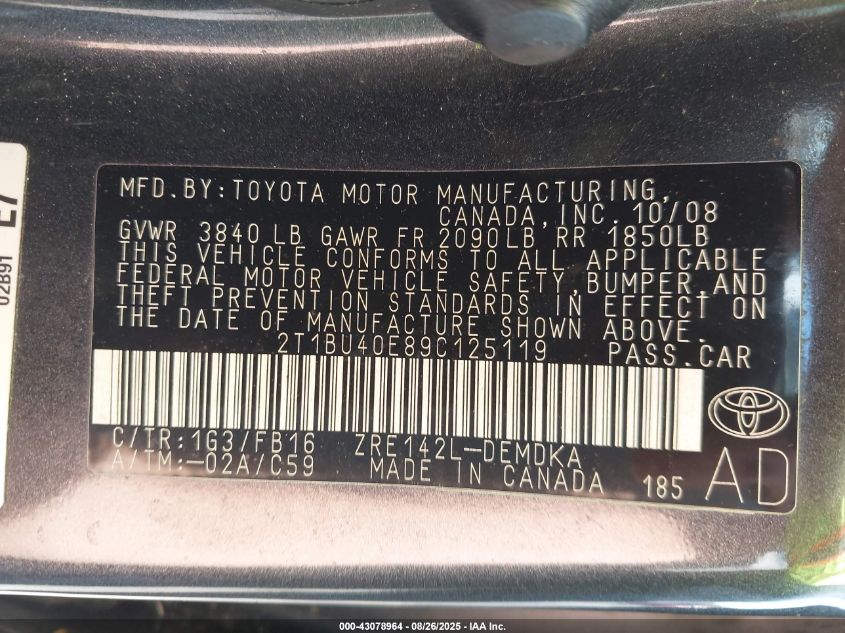 MFD.BY:TOYOTA MOTOR MANUFACTURING,
CANADA,INC. 10/08
GVWR 3840 LB GAWR FR 2090LB RR 1850LB
THIS VEHICLE CONFORMS TO ALL APPLICABLE
FEDERAL MOTOR VEHICLE SAFETY,BUMPER,AND
THEFT PREVENTION STANDARDS IN EFFECT ON
THE DATE OF MANUFACTURE SHOWN ABOVE.
2T1BU40E89C125119 PASS.CAR
C/TR:1G3/FB16 ZRE142L-DEMDKA
A/TM:-02A/C59 MADE IN CANADA 185 AD
E7
02B91
000-43078964 - 08/26/2025 - IAA Inc.